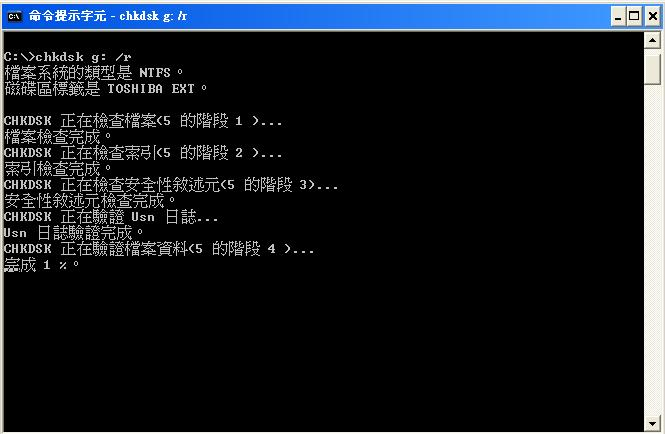 命令提示字元 - chkdsk g: /r
C:\>chkdsk g: /r
檔案系統的類型是 NTFS。
磁碟區標籤是 TOSHIBA EXT。
CHKDSK 正在檢查檔案(5 的階段 1 )...
檔案檢查完成。
CHKDSK 正在檢查索引(5 的階段 2 )...
索引檢查完成。
CHKDSK 正在檢查安全性敘述元(5 的階段 3)...
安全性敘述元檢查完成。
CHKDSK 正在驗證 Usn 日誌...
Usn 日誌驗證完成。
CHKDSK 正在驗證檔案資料(5 的階段 4 )...
完成 1 %。